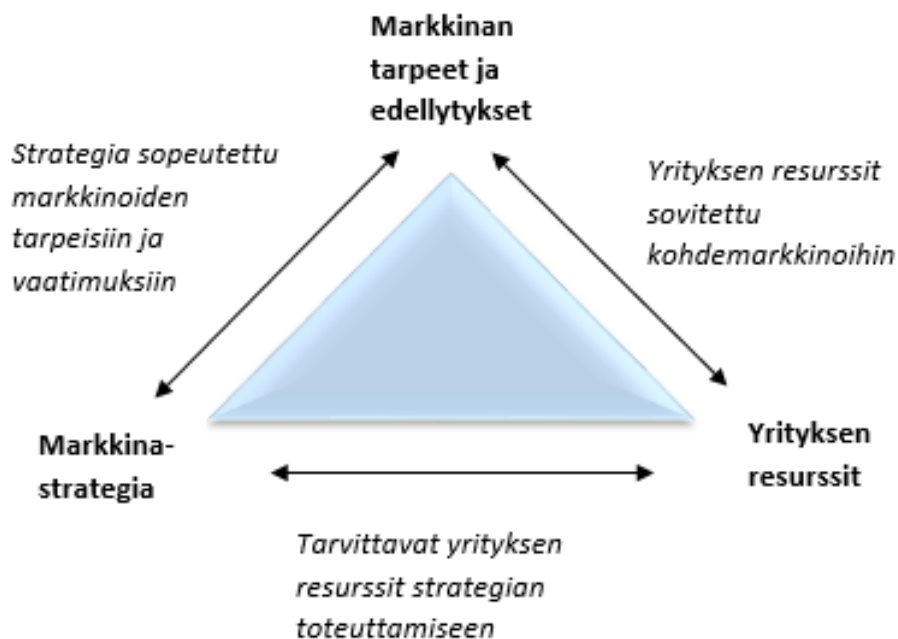 Markkinan
tarpeet ja
edellytykset
Strategia sopeutettu
markkinoiden
tarpeisiin ja
vaatimuksiin
Yrityksen resurssit
sovitettu
kohdemarkkinoihin
Markkina-
strategia
Yrityksen
resurssit
Tarvittavat yrityksen
resurssit strategian
toteuttamiseen